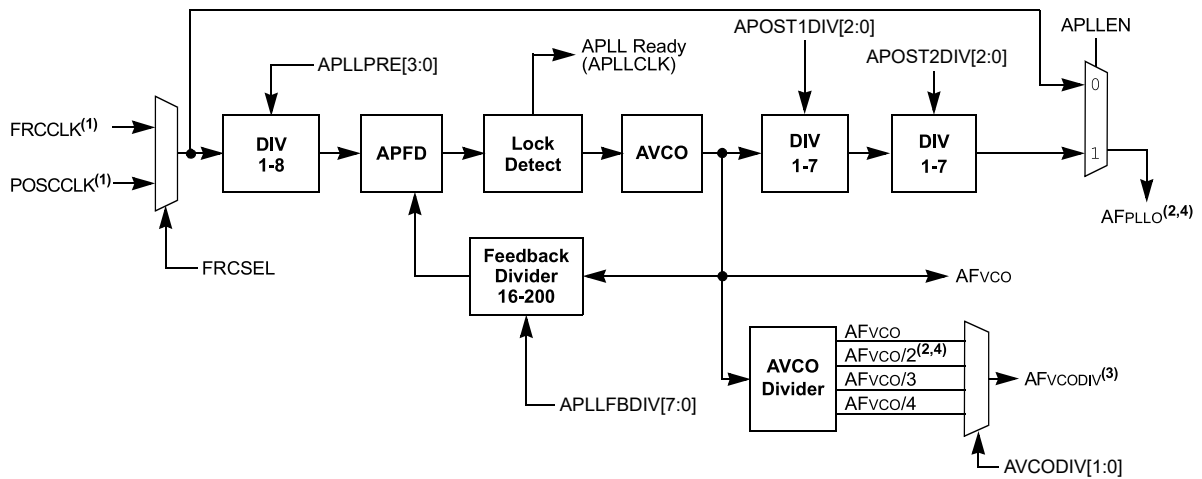 APOST1DIV[2:0]
APLLEN
APLL Ready
(APLLCLK)
APOST2DIV[2:0]
APLLPRE[3:0]
0
FRCCLK(1)
DIV
1-8
APFD
Lock
Detect
AVCO
DIV
1-7
DIV
1-7
1
POSCCLK(1)
AFPLLO(2,4)
FRCSEL
Feedback
Divider
16-200
AFVCO
AVCO
Divider
AFVCO
AFVCO/2(2,4)
AFVCO/3
AFVCO/4
AFVCODIV(3)
APLLFBDIV[7:0]
AVCODIV[1:0]